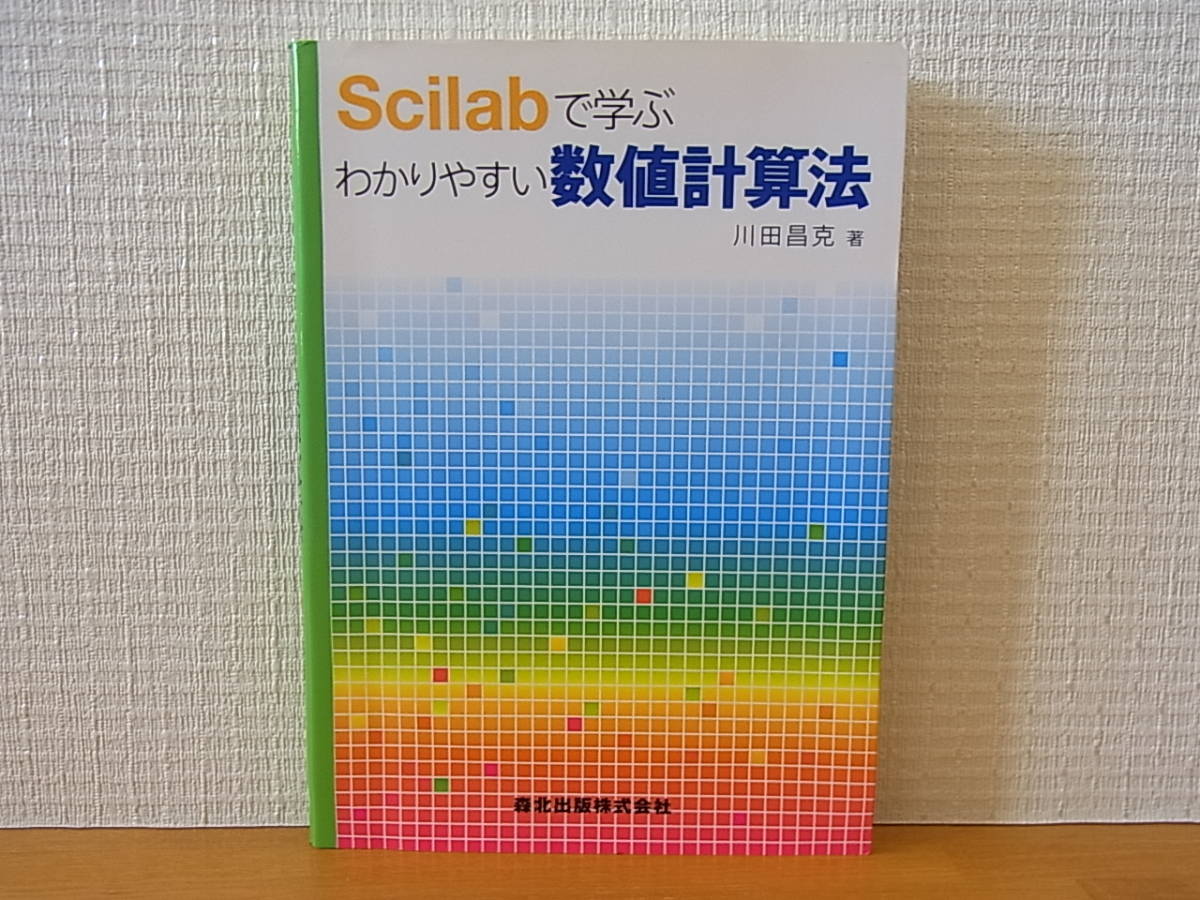 Scilabで学ぶ
わかりやすい数値計算法
川田昌克 著
森北出版株式会社